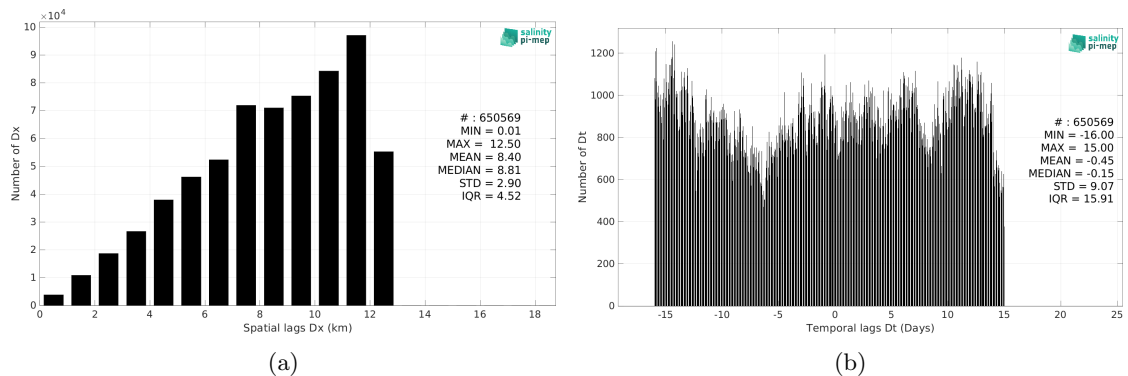 ×10⁴
10
9
8
7
6
5
4
3
2
1
0
Number of Dx
0 2 4 6 8 10 12 14 16 18
Spatial lags Dx (km)
salinity
pi-mep
# : 650569
MIN = 0.01
MAX = 12.50
MEAN = 8.40
MEDIAN = 8.81
STD = 2.90
IQR = 4.52
(a)
1200
1000
800
600
400
200
0
Number of Dt
-15 -10 -5 0 5 10 15 20 25
Temporal lags Dt (Days)
salinity
pi-mep
# : 650569
MIN = -16.00
MAX = 15.00
MEAN = -0.45
MEDIAN = -0.15
STD = 9.07
IQR = 15.91
(b)